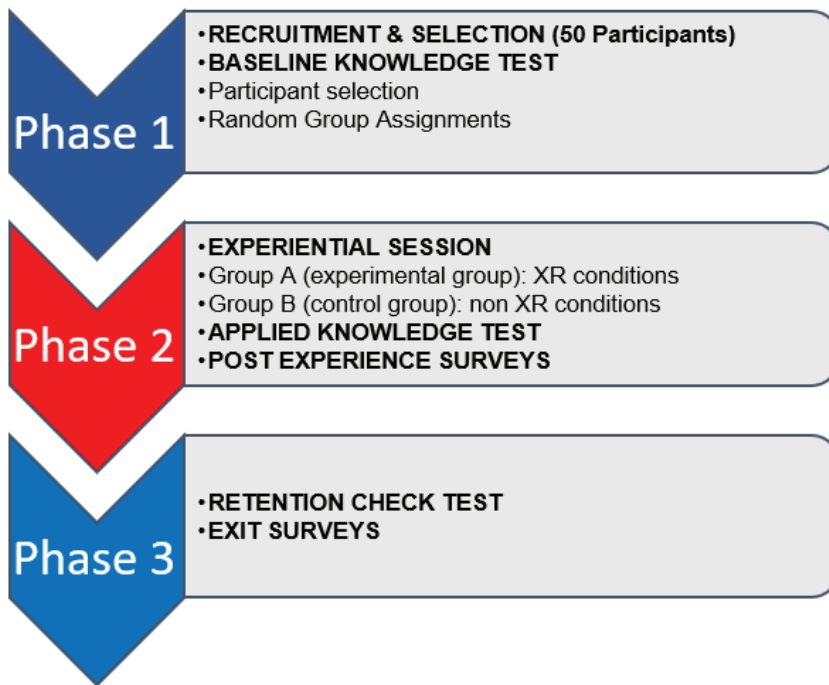 Phase 1
•RECRUITMENT & SELECTION (50 Participants)
•BASELINE KNOWLEDGE TEST
•Participant selection
•Random Group Assignments
Phase 2
•EXPERIENTIAL SESSION
•Group A (experimental group): XR conditions
•Group B (control group): non XR conditions
•APPLIED KNOWLEDGE TEST
•POST EXPERIENCE SURVEYS
Phase 3
•RETENTION CHECK TEST
•EXIT SURVEYS